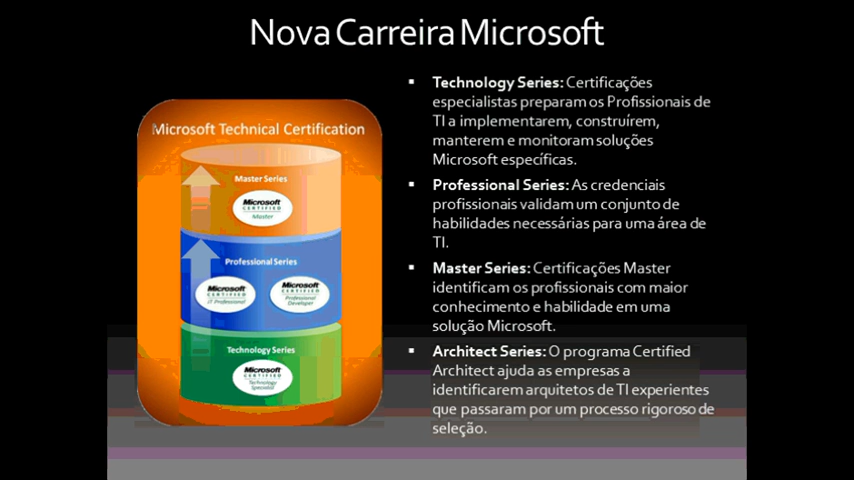 Nova Carreira Microsoft
Microsoft Technical Certification
Master Series
Microsoft
CERTIFIED
Master
Professional Series
Microsoft
CERTIFIED
IT Professional
Microsoft
CERTIFIED
Professional
Developer
Technology Series
Microsoft
CERTIFIED
Technology
Specialist
▪ Technology Series: Certificações
especialistas preparam os Profissionais de
TI a implementarem, construírem,
manterem e monitoram soluções
Microsoft específicas.
▪ Professional Series: As credenciais
profissionais validam um conjunto de
habilidades necessárias para uma área de
TI.
▪ Master Series: Certificações Master
identificam os profissionais com maior
conhecimento e habilidade em uma
solução Microsoft.
▪ Architect Series: O programa Certified
Architect ajuda as empresas a
identificarem arquitetos de TI experientes
que passaram por um processo rigoroso de
seleção.